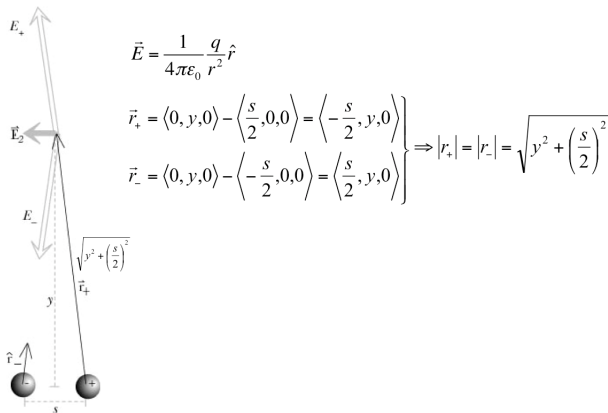 E₊
E⃗ = 1/(4πε₀) q/r² r̂
r⃗₊ = ⟨0, y,0⟩ − ⟨s/2,0,0⟩ = ⟨−s/2, y,0⟩
⇒ |r₊| = |r₋| = √(y² + (s/2)²)
r⃗₋ = ⟨0, y,0⟩ − ⟨−s/2,0,0⟩ = ⟨s/2, y,0⟩
E⃗₂
E₋
√(y² + (s/2)²)
r⃗₊
y
r̂₋
- +
s